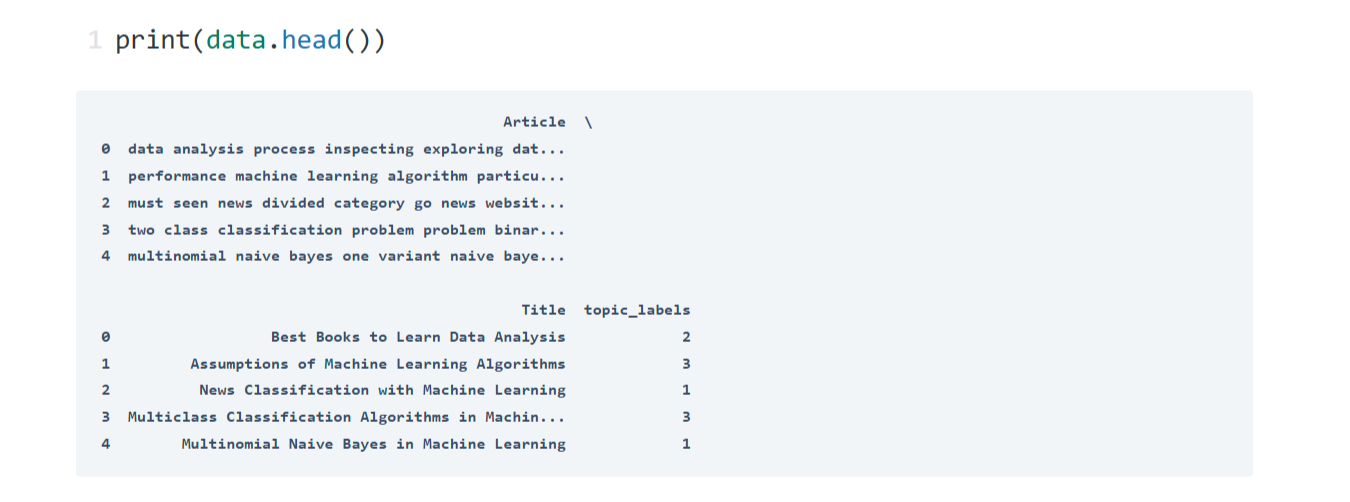 1 print(data.head())
Article \
0 data analysis process inspecting exploring dat...
1 performance machine learning algorithm particu...
2 must seen news divided category go news websit...
3 two class classification problem problem binar...
4 multinomial naive bayes one variant naive baye...
Title topic_labels
0 Best Books to Learn Data Analysis 2
1 Assumptions of Machine Learning Algorithms 3
2 News Classification with Machine Learning 1
3 Multiclass Classification Algorithms in Machin... 3
4 Multinomial Naive Bayes in Machine Learning 1